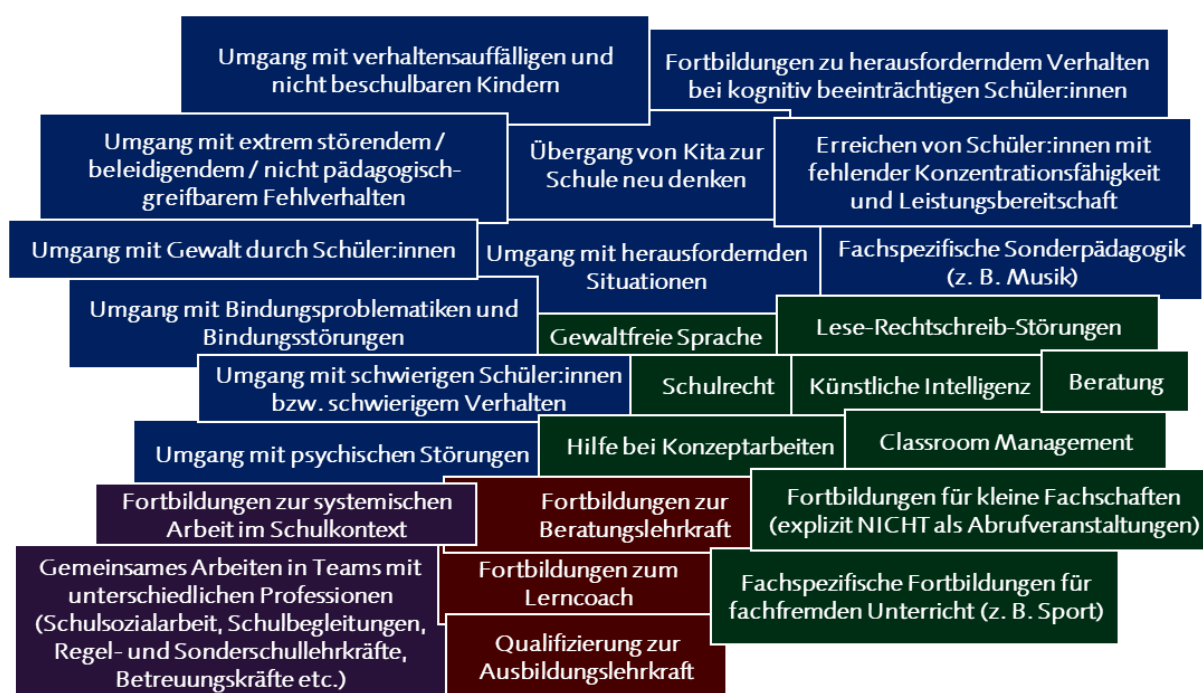 Umgang mit verhaltensauffälligen und
nicht beschulbaren Kindern
Fortbildungen zu herausforderndem Verhalten
bei kognitiv beeinträchtigen Schüler:innen
Umgang mit extrem störendem /
beleidigendem / nicht pädagogisch-
greifbarem Fehlverhalten
Übergang von Kita zur
Schule neu denken
Erreichen von Schüler:innen mit
fehlender Konzentrationsfähigkeit
und Leistungsbereitschaft
Umgang mit Gewalt durch Schüler:innen
Umgang mit herausfordernden
Situationen
Fachspezifische Sonderpädagogik
(z. B. Musik)
Umgang mit Bindungsproblematiken und
Bindungsstörungen
Gewaltfreie Sprache
Lese-Rechtschreib-Störungen
Umgang mit schwierigen Schüler:innen
bzw. schwierigem Verhalten
Schulrecht
Künstliche Intelligenz
Beratung
Umgang mit psychischen Störungen
Hilfe bei Konzeptarbeiten
Classroom Management
Fortbildungen zur systemischen
Arbeit im Schulkontext
Fortbildungen zur
Beratungslehrkraft
Fortbildungen für kleine Fachschaften
(explizit NICHT als Abrufveranstaltungen)
Gemeinsames Arbeiten in Teams mit
unterschiedlichen Professionen
(Schulsozialarbeit, Schulbegleitungen,
Regel- und Sonderschullehrkräfte,
Betreuungskräfte etc.)
Fortbildungen zum
Lerncoach
Fachspezifische Fortbildungen für
fachfremden Unterricht (z. B. Sport)
Qualifizierung zur
Ausbildungslehrkraft